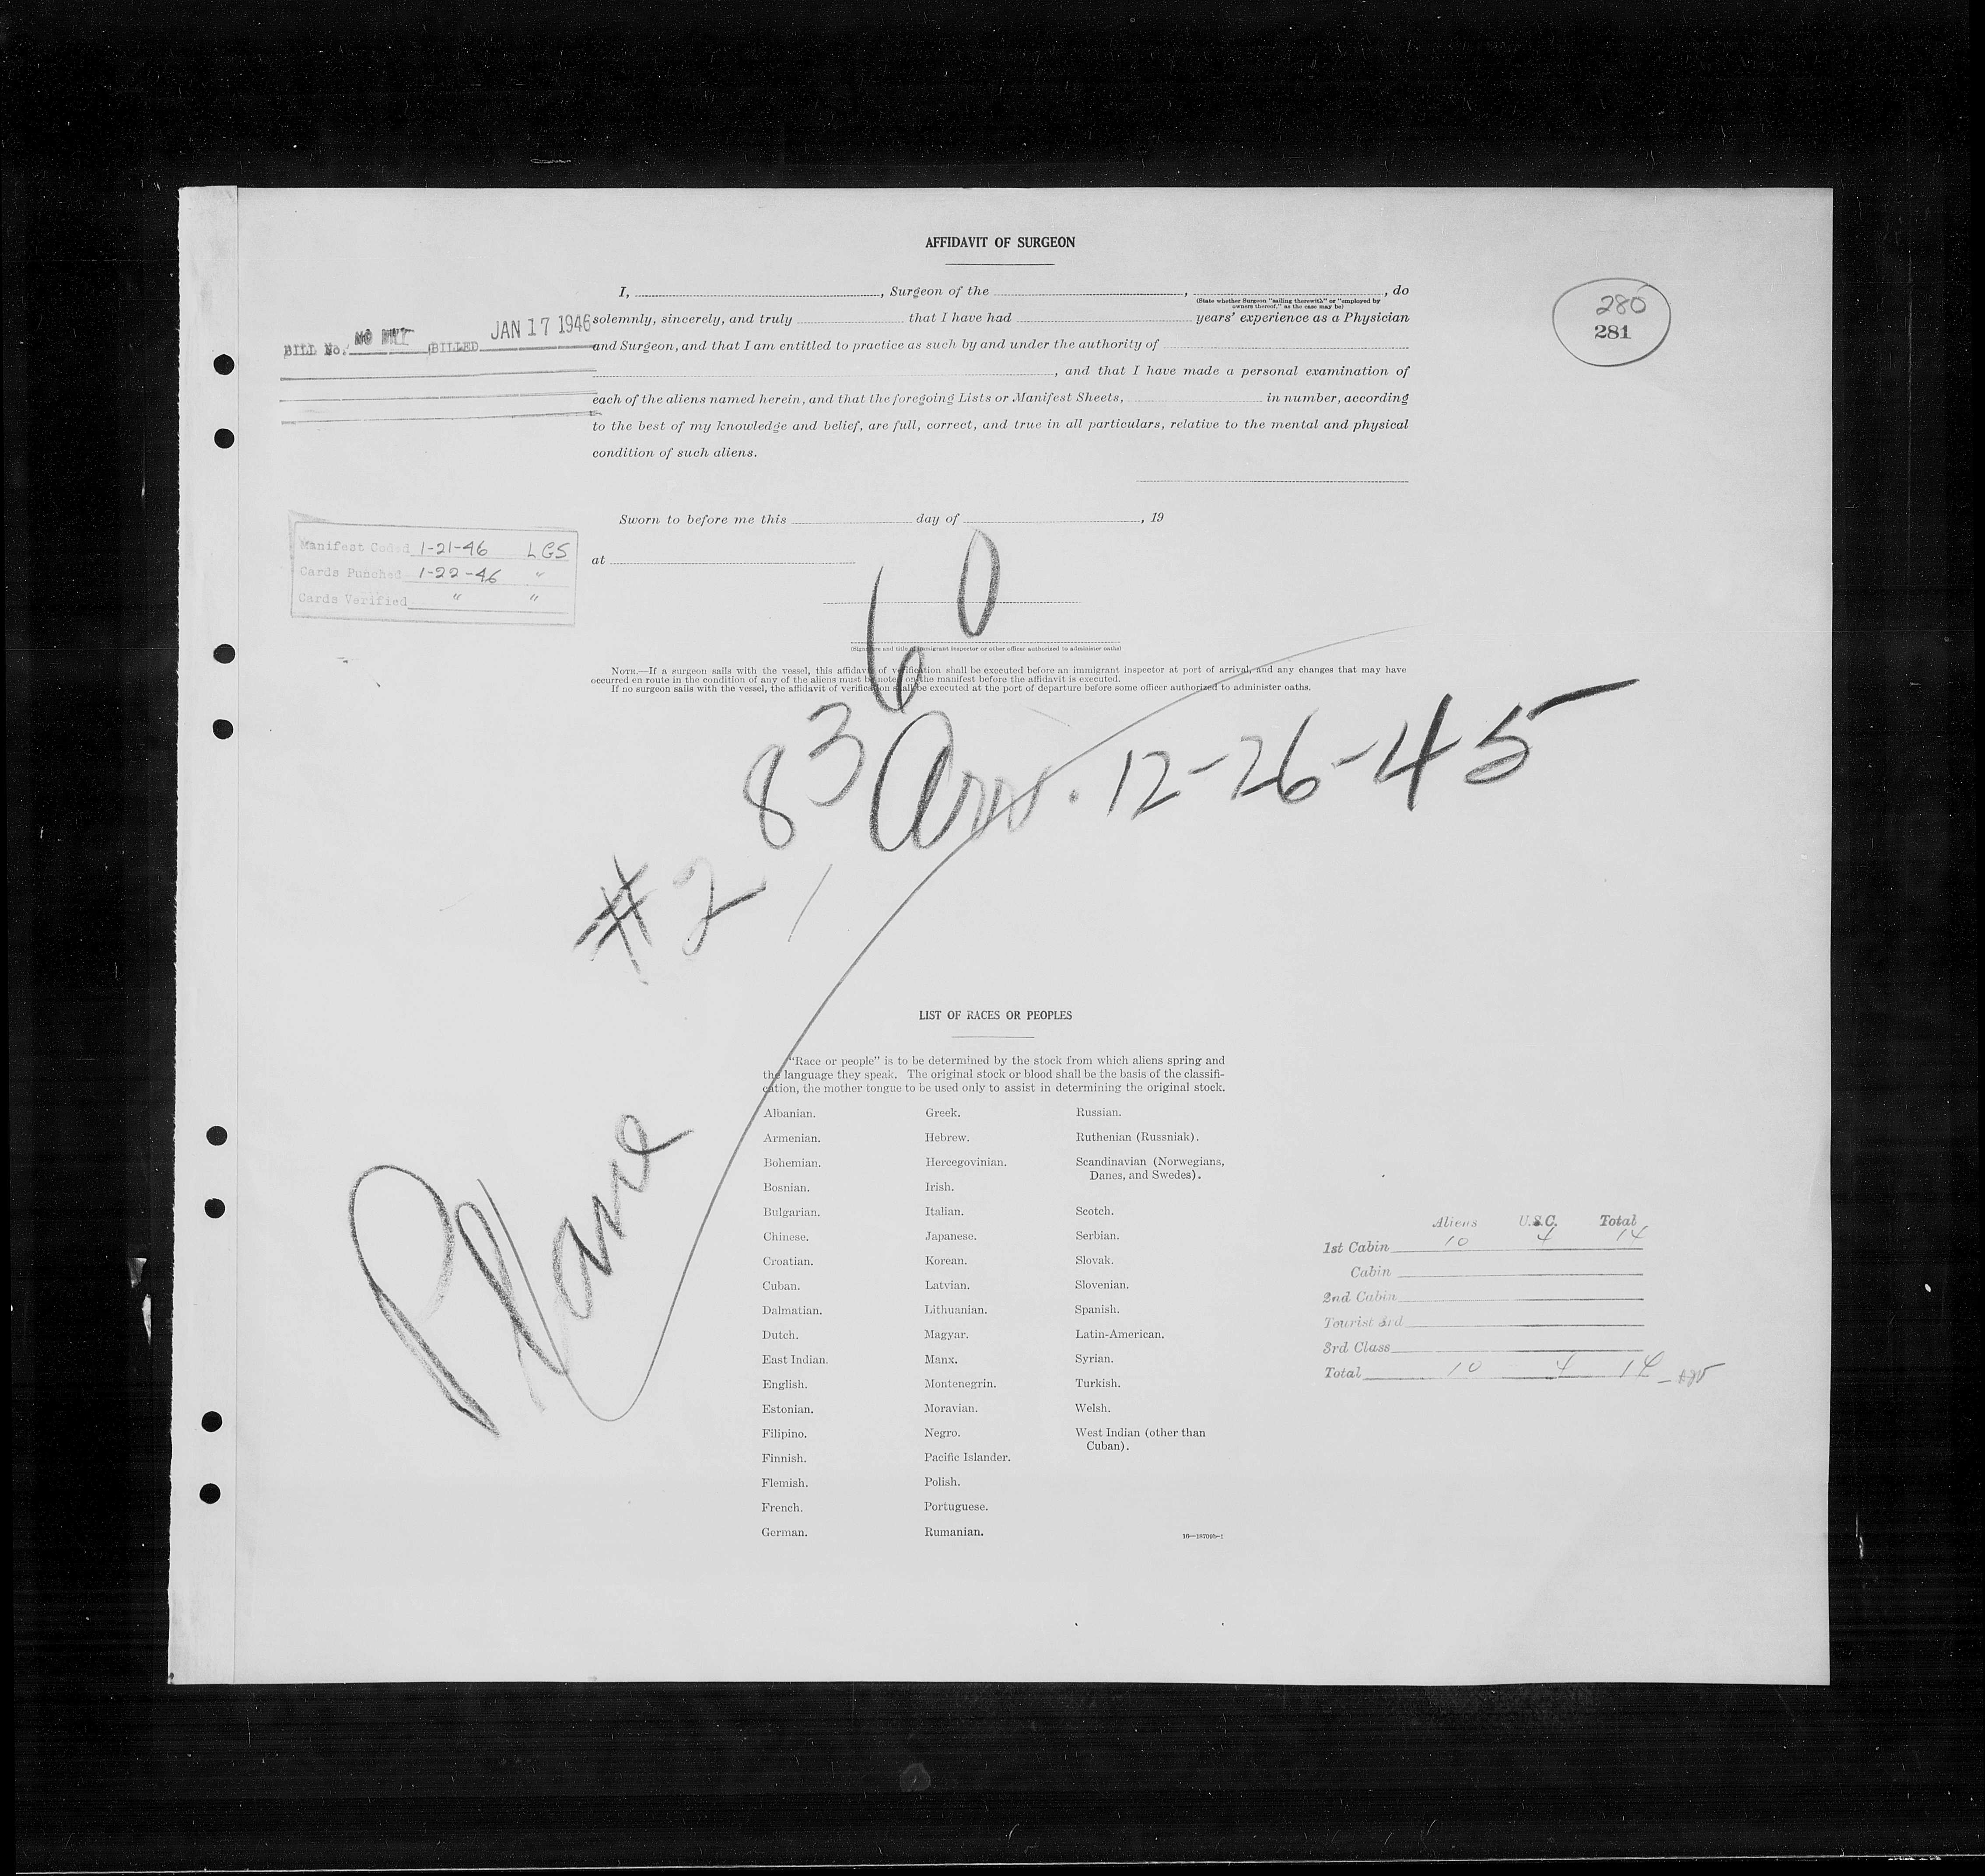 AFFIDAVIT OF SURGEON
I, , Surgeon of the , , do
(State whether Surgeon "sailing therewith" or "employed by
owners thereof," as the case may be)
solemnly, sincerely, and truly that I have had years' experience as a Physician
and Surgeon, and that I am entitled to practice as such by and under the authority of
, and that I have made a personal examination of
each of the aliens named herein, and that the foregoing Lists or Manifest Sheets, in number, according
to the best of my knowledge and belief, are full, correct, and true in all particulars, relative to the mental and physical
condition of such aliens.
280
281
BILL No. NO BILL BILLED JAN 17 1946
Sworn to before me this day of , 19
at
Manifest Coded 1-21-46 LGS
Cards Punched 1-22-46 "
Cards Verified " "
(Signature and title of immigrant inspector or other officer authorized to administer oaths)
NOTE.—If a surgeon sails with the vessel, this affidavit of verification shall be executed before an immigrant inspector at port of arrival, and any changes that may have
occurred en route in the condition of any of the aliens must be noted on the manifest before the affidavit is executed.
If no surgeon sails with the vessel, the affidavit of verification shall be executed at the port of departure before some officer authorized to administer oaths.
#2, 8360
Arr. 12-26-45
Plane
LIST OF RACES OR PEOPLES
"Race or people" is to be determined by the stock from which aliens spring and
the language they speak. The original stock or blood shall be the basis of the classifi-
cation, the mother tongue to be used only to assist in determining the original stock.
Albanian.
Armenian.
Bohemian.
Bosnian.
Bulgarian.
Chinese.
Croatian.
Cuban.
Dalmatian.
Dutch.
East Indian.
English.
Estonian.
Filipino.
Finnish.
Flemish.
French.
German.
Greek.
Hebrew.
Hercegovinian.
Irish.
Italian.
Japanese.
Korean.
Latvian.
Lithuanian.
Magyar.
Manx.
Montenegrin.
Moravian.
Negro.
Pacific Islander.
Polish.
Portuguese.
Rumanian.
Russian.
Ruthenian (Russniak).
Scandinavian (Norwegians,
Danes, and Swedes).
Scotch.
Serbian.
Slovak.
Slovenian.
Spanish.
Latin-American.
Syrian.
Turkish.
Welsh.
West Indian (other than
Cuban).
Aliens U.S.C. Total
1st Cabin 10 4 14
Cabin
2nd Cabin
Tourist 3rd
3rd Class
Total 10 4 14